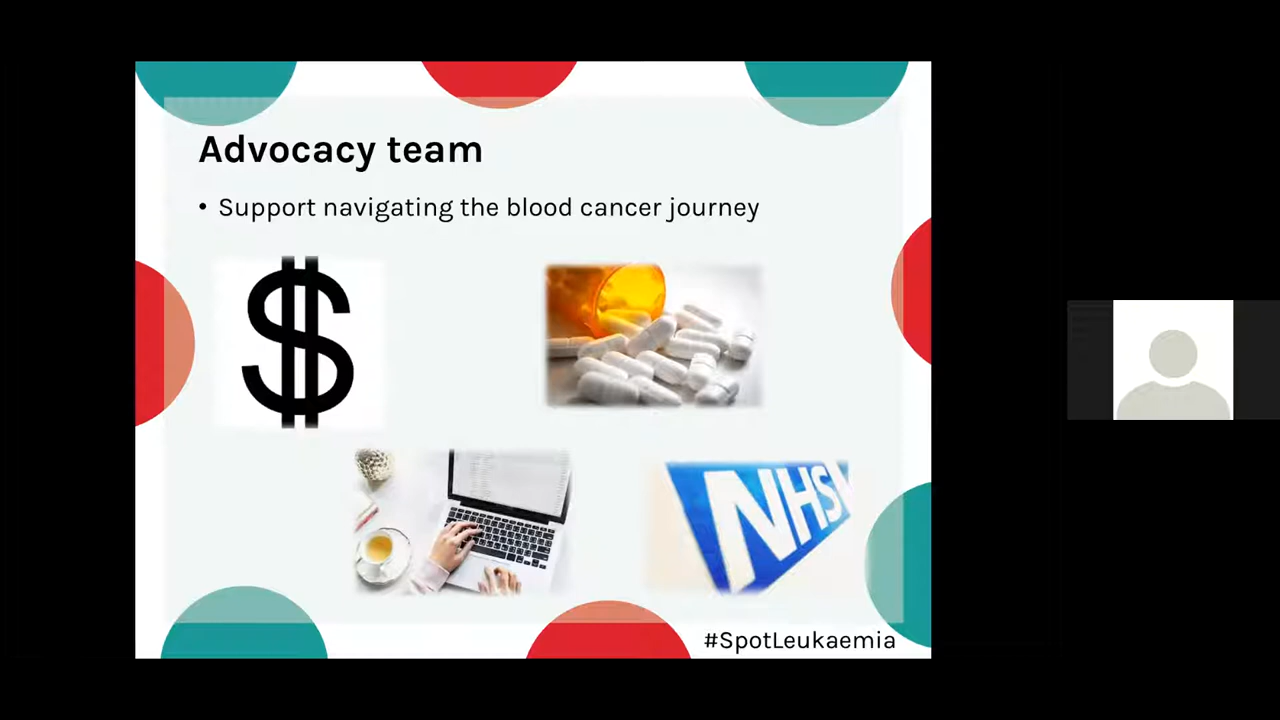 Advocacy team
• Support navigating the blood cancer journey
$
NHS
#SpotLeukaemia